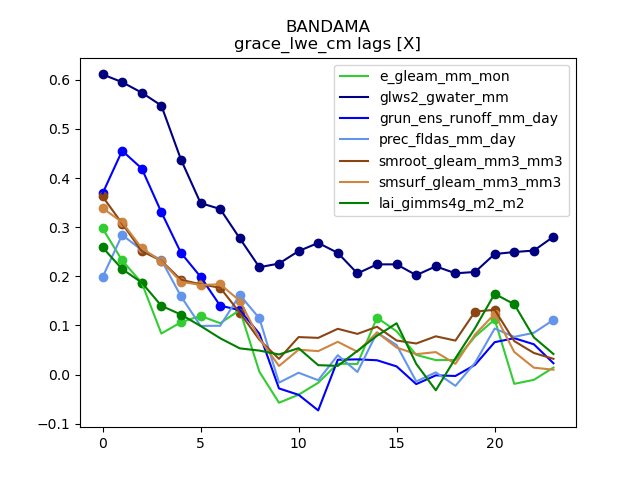 BANDAMA
grace_lwe_cm lags [X]
e_gleam_mm_mon
glws2_gwater_mm
grun_ens_runoff_mm_day
prec_fldas_mm_day
smroot_gleam_mm3_mm3
smsurf_gleam_mm3_mm3
lai_gimms4g_m2_m2
0.6
0.5
0.4
0.3
0.2
0.1
0.0
−0.1
0 5 10 15 20